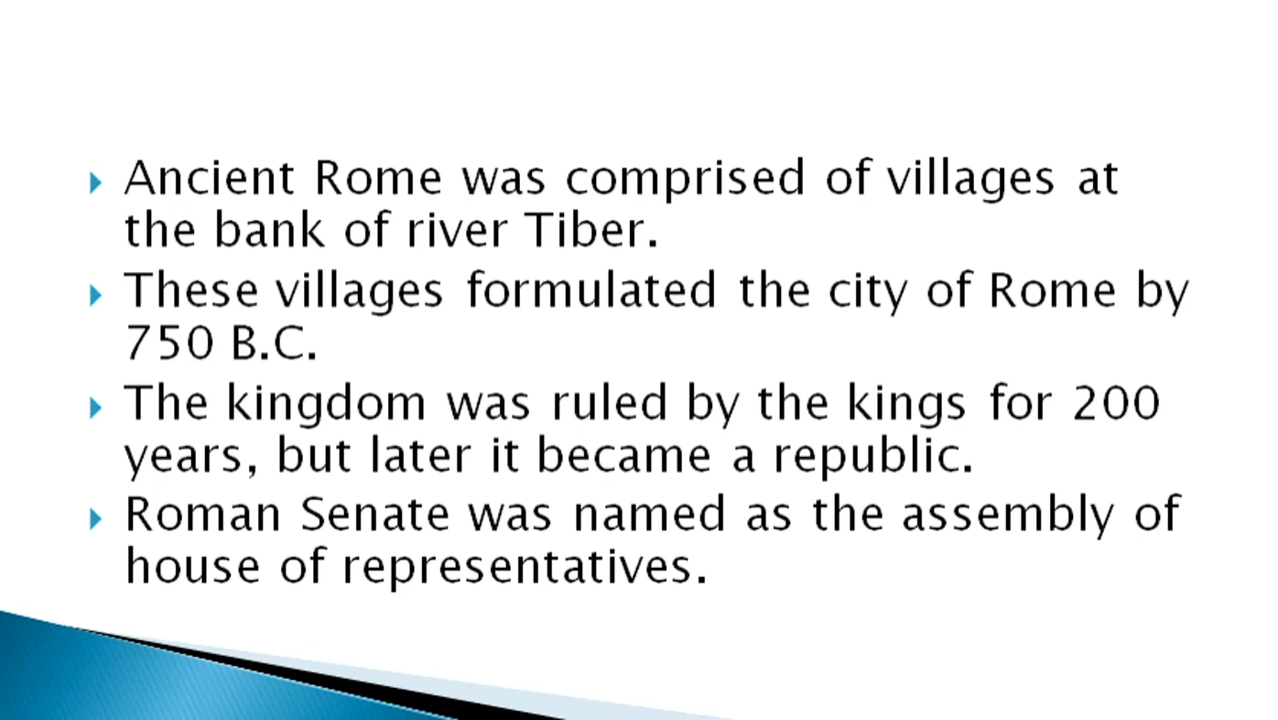 Ancient Rome was comprised of villages at
the bank of river Tiber.
These villages formulated the city of Rome by
750 B.C.
The kingdom was ruled by the kings for 200
years, but later it became a republic.
Roman Senate was named as the assembly of
house of representatives.